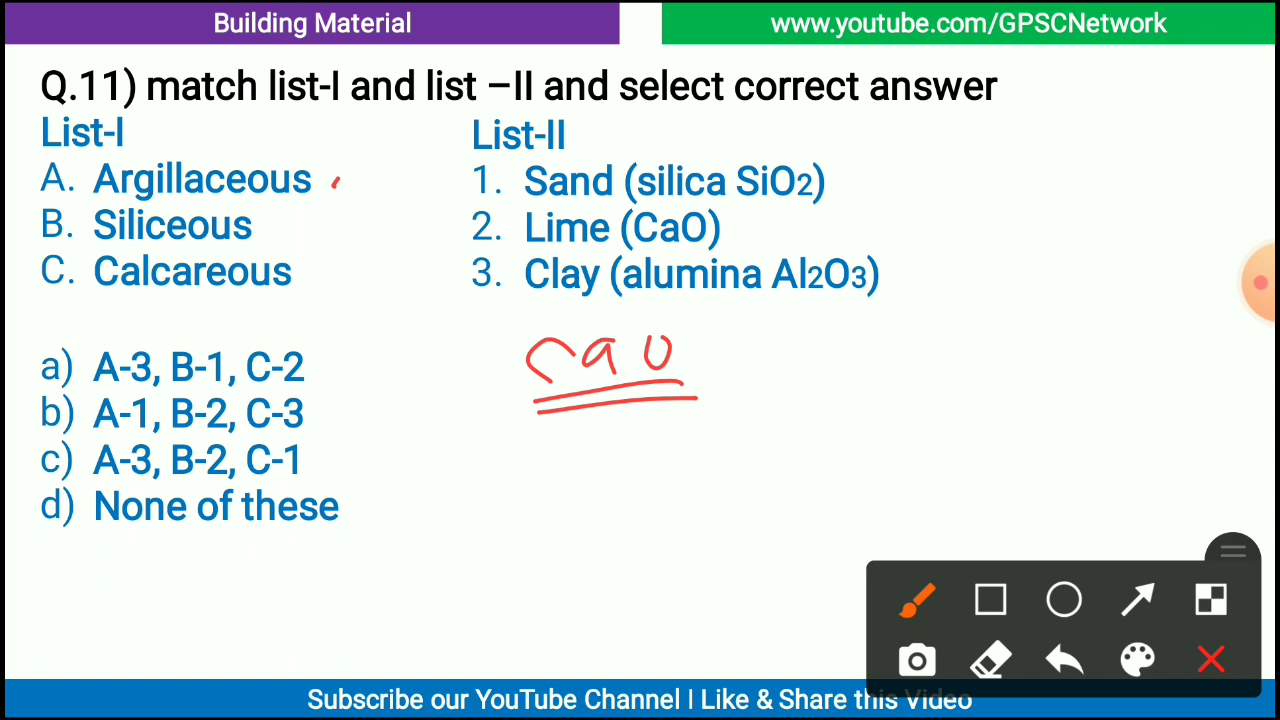 Building Material
www.youtube.com/GPSCNetwork
Q.11) match list-I and list –II and select correct answer
List-I
A. Argillaceous
B. Siliceous
C. Calcareous
List-II
1. Sand (silica SiO2)
2. Lime (CaO)
3. Clay (alumina Al2O3)
a) A-3, B-1, C-2
b) A-1, B-2, C-3
c) A-3, B-2, C-1
d) None of these
CaO
Subscribe our YouTube Channel I Like & Share this Video